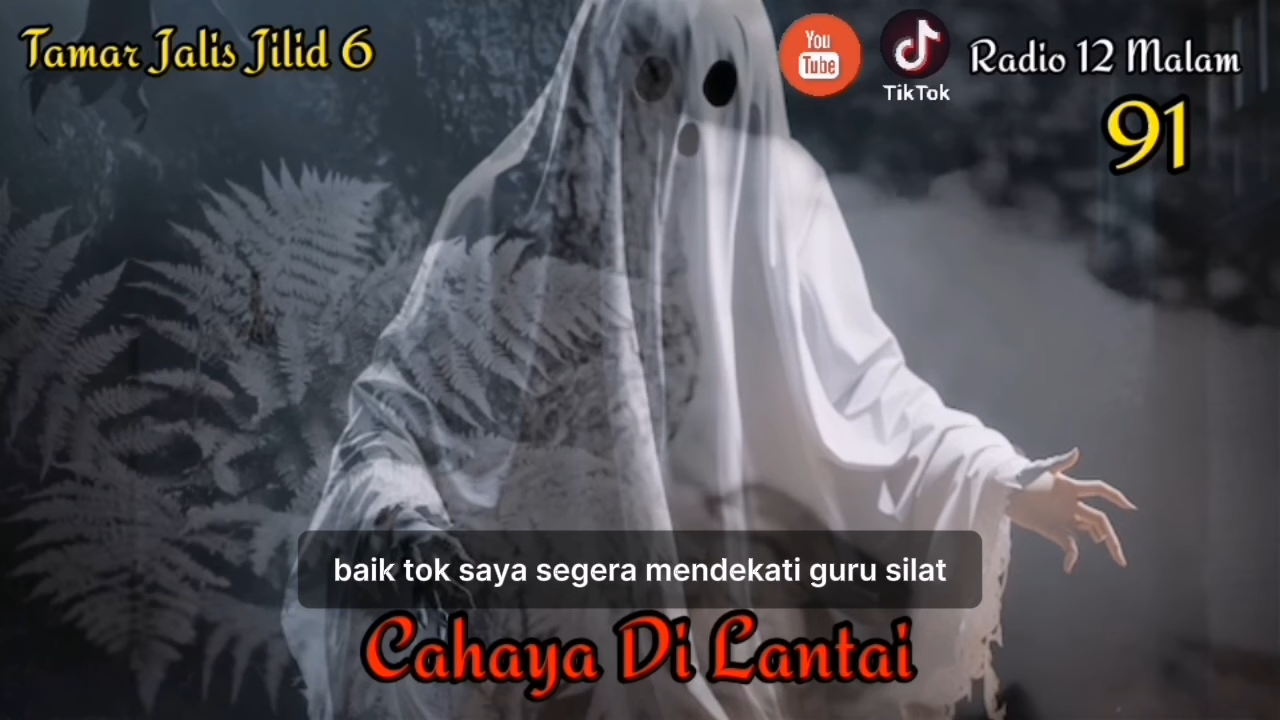 Tamar Jalis Jilid 6
You
Tube
TikTok
Radio 12 Malam
91
baik tok saya segera mendekati guru silat
Cahaya Di Lantai